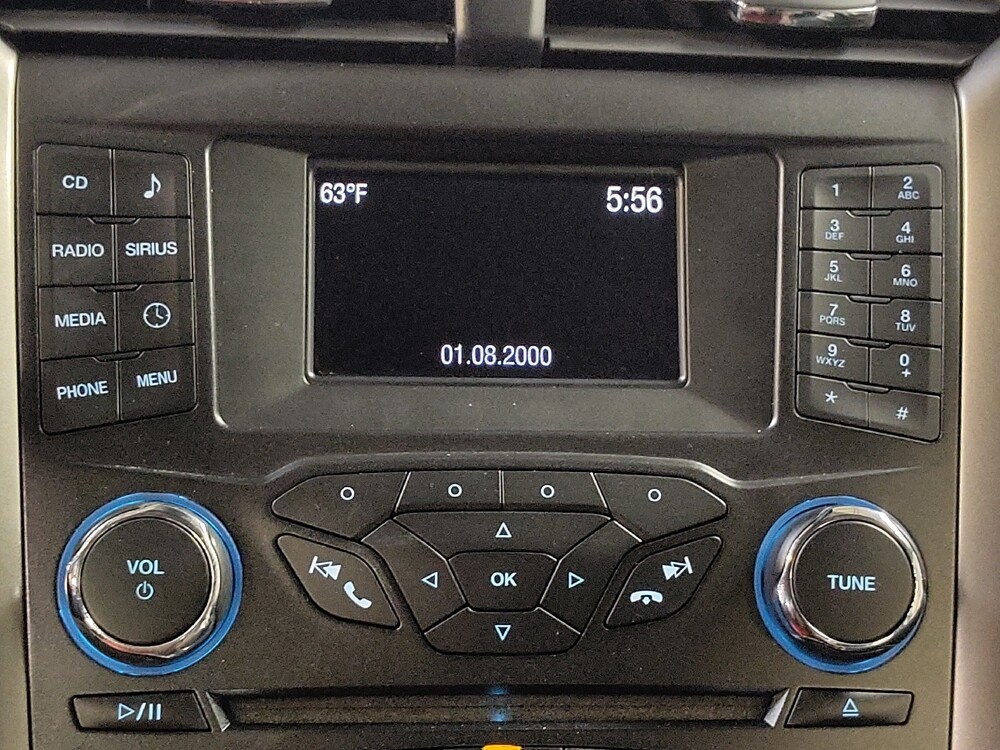 63°F
5:56
01.08.2000
CD
RADIO
SIRIUS
MEDIA
PHONE
MENU
1
2
ABC
3
DEF
4
GHI
5
JKL
6
MNO
7
PQRS
8
TUV
9
WXYZ
0
+
*
#
VOL
OK
TUNE